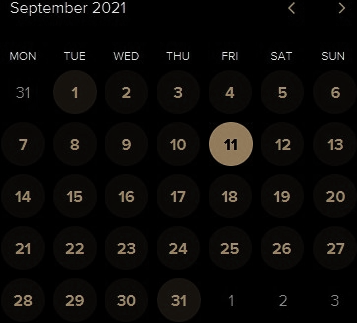 September 2021
MON TUE WED THU FRI SAT SUN
31 1 2 3 4 5 6
7 8 9 10 11 12 13
14 15 16 17 18 19 20
21 22 23 24 25 26 27
28 29 30 31 1 2 3